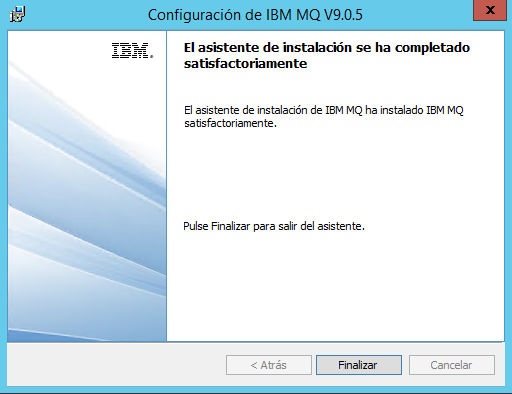 Configuración de IBM MQ V9.0.5
x
IBM.
El asistente de instalación se ha completado
satisfactoriamente
El asistente de instalación de IBM MQ ha instalado IBM MQ
satisfactoriamente.
Pulse Finalizar para salir del asistente.
< Atrás
Finalizar
Cancelar